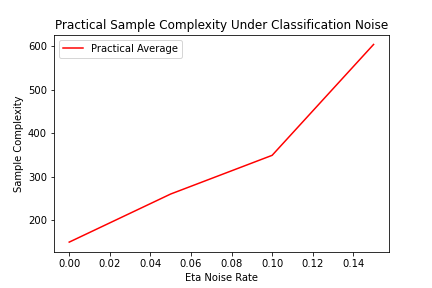 Practical Sample Complexity Under Classification Noise
Practical Average
600
500
400
300
200
Sample Complexity
0.00 0.02 0.04 0.06 0.08 0.10 0.12 0.14
Eta Noise Rate